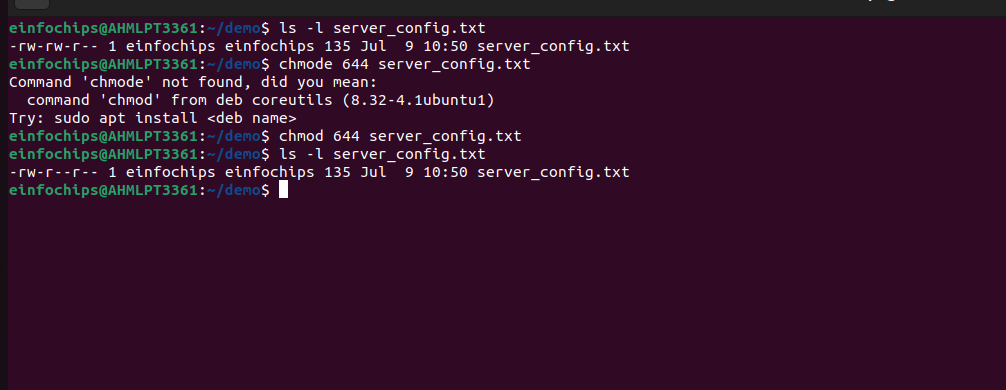 einfochips@AHMLPT3361:~/demo$ ls -l server_config.txt
-rw-rw-r-- 1 einfochips einfochips 135 Jul  9 10:50 server_config.txt
einfochips@AHMLPT3361:~/demo$ chmode 644 server_config.txt
Command 'chmode' not found, did you mean:
  command 'chmod' from deb coreutils (8.32-4.1ubuntu1)
Try: sudo apt install <deb name>
einfochips@AHMLPT3361:~/demo$ chmod 644 server_config.txt
einfochips@AHMLPT3361:~/demo$ ls -l server_config.txt
-rw-r--r-- 1 einfochips einfochips 135 Jul  9 10:50 server_config.txt
einfochips@AHMLPT3361:~/demo$